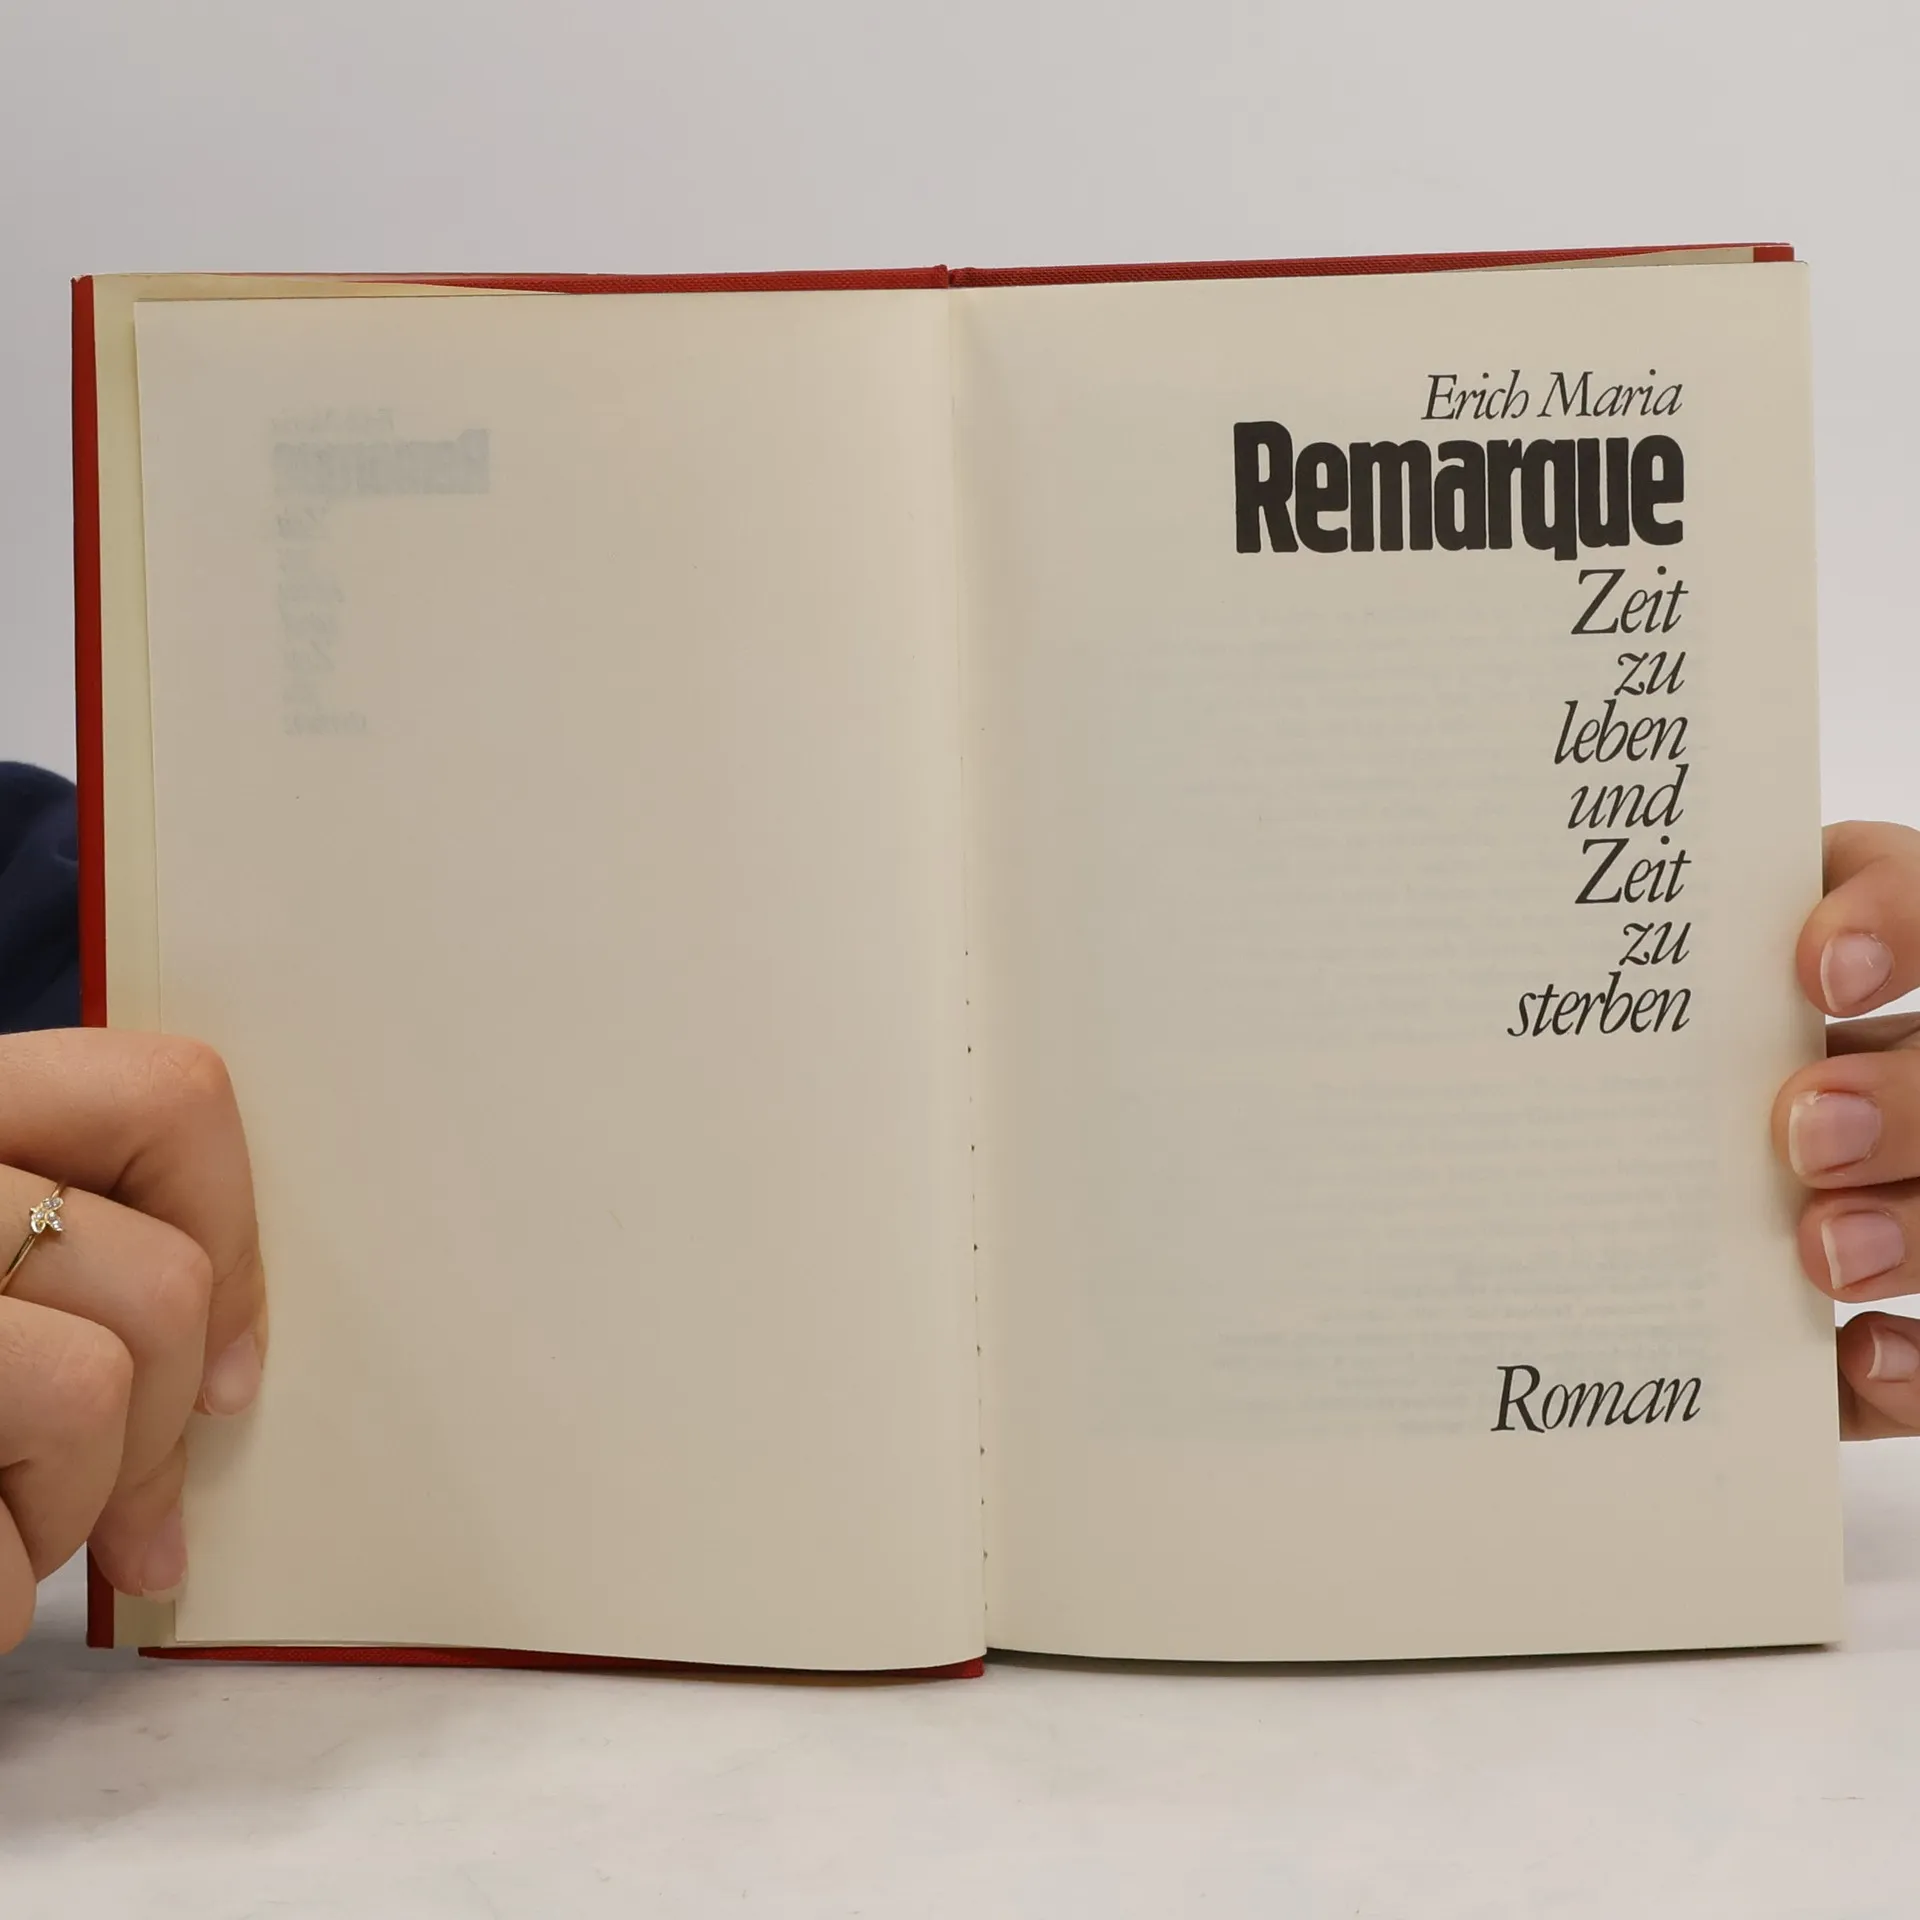 Erich Maria
Remarque
Zeit
zu
leben
und
Zeit
zu
sterben
Roman